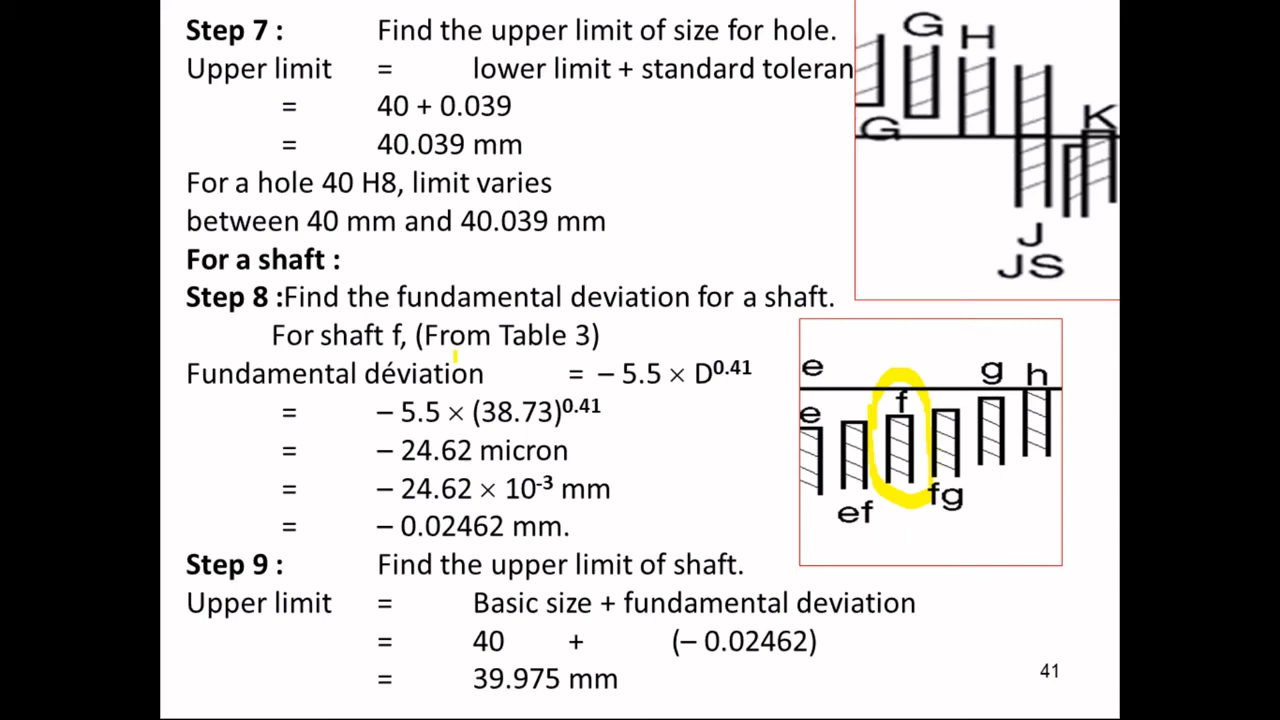 Step 7 : Find the upper limit of size for hole.
Upper limit = lower limit + standard toleran
= 40 + 0.039
= 40.039 mm
For a hole 40 H8, limit varies
between 40 mm and 40.039 mm
For a shaft :
Step 8 :Find the fundamental deviation for a shaft.
For shaft f, (From Table 3)
Fundamental déviation = – 5.5 × D^0.41
= – 5.5 × (38.73)^0.41
= – 24.62 micron
= – 24.62 × 10^-3 mm
= – 0.02462 mm.
Step 9 : Find the upper limit of shaft.
Upper limit = Basic size + fundamental deviation
= 40 + (– 0.02462)
= 39.975 mm
G H
G K
J
JS
e g h
e f
ef fg
41